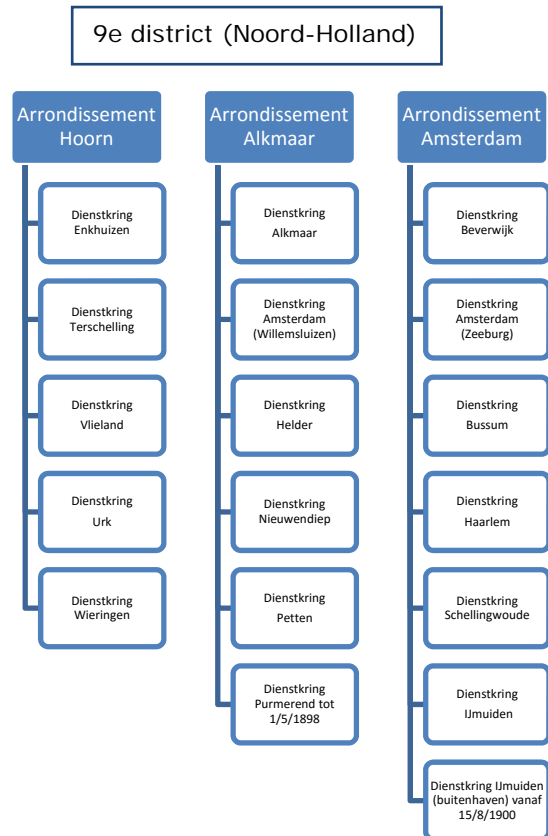 9e district (Noord-Holland)
Arrondissement
Hoorn
Dienstkring
Enkhuizen
Dienstkring
Terschelling
Dienstkring
Vlieland
Dienstkring
Urk
Dienstkring
Wieringen
Arrondissement
Alkmaar
Dienstkring
Alkmaar
Dienstkring
Amsterdam
(Willemsluizen)
Dienstkring
Helder
Dienstkring
Nieuwendiep
Dienstkring
Petten
Dienstkring
Purmerend tot
1/5/1898
Arrondissement
Amsterdam
Dienstkring
Beverwijk
Dienstkring
Amsterdam
(Zeeburg)
Dienstkring
Bussum
Dienstkring
Haarlem
Dienstkring
Schellingwoude
Dienstkring
IJmuiden
Dienstkring IJmuiden
(buitenhaven) vanaf
15/8/1900